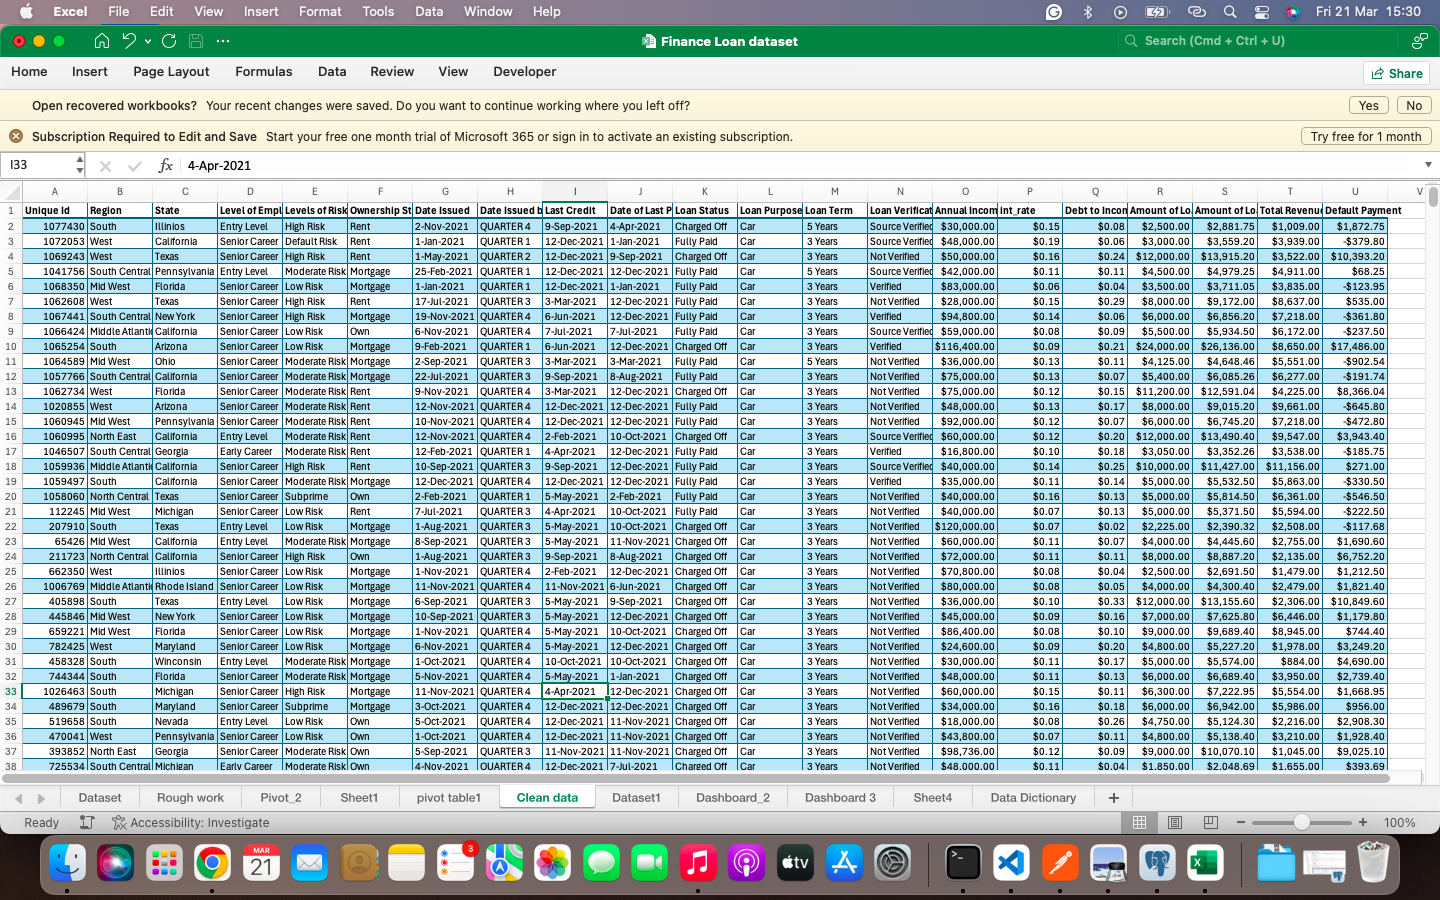 Excel File Edit View Insert Format Tools Data Window Help Fri 21 Mar 15:30
Finance Loan dataset Search (Cmd + Ctrl + U)
Home Insert Page Layout Formulas Data Review View Developer Share
Open recovered workbooks? Your recent changes were saved. Do you want to continue working where you left off? Yes No
Subscription Required to Edit and Save Start your free one month trial of Microsoft 365 or sign in to activate an existing subscription. Try free for 1 month
I33 fx 4-Apr-2021
A B C D E F G H I J K L M N O P Q R S T U V
1 Unique Id Region State Level of Empl Levels of Risk Ownership St Date Issued Date Issued b Last Credit Date of Last P Loan Status Loan Purpose Loan Term Loan Verificat Annual Incom int_rate Debt to Incon Amount of Lo Amount of Lo Total Revenu Default Payment
2 1077430 South Illinios Entry Level High Risk Rent 2-Nov-2021 QUARTER 4 9-Sep-2021 4-Apr-2021 Charged Off Car 5 Years Source Verified $30,000.00 $0.15 $0.08 $2,500.00 $2,881.75 $1,009.00 $1,872.75
3 1072053 West California Senior Career Default Risk Rent 1-Jan-2021 QUARTER 1 12-Dec-2021 1-Jan-2021 Fully Paid Car 3 Years Source Verified $48,000.00 $0.19 $0.06 $3,000.00 $3,559.20 $3,939.00 -$379.80
4 1069243 West Texas Senior Career High Risk Rent 1-May-2021 QUARTER 2 12-Dec-2021 9-Sep-2021 Charged Off Car 3 Years Not Verified $50,000.00 $0.16 $0.24 $12,000.00 $13,915.20 $3,522.00 $10,393.20
5 1041756 South Central Pennsylvania Entry Level Moderate Risk Mortgage 25-Feb-2021 QUARTER 1 12-Dec-2021 12-Dec-2021 Fully Paid Car 5 Years Source Verified $42,000.00 $0.11 $0.11 $4,500.00 $4,979.25 $4,911.00 $68.25
6 1068350 Mid West Florida Senior Career Low Risk Mortgage 1-Jan-2021 QUARTER 1 12-Dec-2021 1-Jan-2021 Fully Paid Car 3 Years Verified $83,000.00 $0.06 $0.04 $3,500.00 $3,711.05 $3,835.00 -$123.95
7 1062608 West Texas Senior Career High Risk Rent 17-Jul-2021 QUARTER 3 3-Mar-2021 12-Dec-2021 Fully Paid Car 3 Years Not Verified $28,000.00 $0.15 $0.29 $8,000.00 $9,172.00 $8,637.00 $535.00
8 1067441 South Central New York Senior Career High Risk Mortgage 19-Nov-2021 QUARTER 4 6-Jun-2021 12-Dec-2021 Fully Paid Car 3 Years Verified $94,800.00 $0.14 $0.06 $6,000.00 $6,856.20 $7,218.00 -$361.80
9 1066424 Middle Atlantic California Senior Career Low Risk Own 6-Nov-2021 QUARTER 4 7-Jul-2021 7-Jul-2021 Fully Paid Car 3 Years Source Verified $59,000.00 $0.08 $0.09 $5,500.00 $5,934.50 $6,172.00 -$237.50
10 1065254 South Arizona Senior Career Low Risk Mortgage 9-Feb-2021 QUARTER 1 6-Jun-2021 12-Dec-2021 Charged Off Car 3 Years Verified $116,400.00 $0.09 $0.21 $24,000.00 $26,136.00 $8,650.00 $17,486.00
11 1064589 Mid West Ohio Senior Career Moderate Risk Mortgage 2-Sep-2021 QUARTER 3 3-Mar-2021 3-Mar-2021 Fully Paid Car 5 Years Not Verified $36,000.00 $0.13 $0.11 $4,125.00 $4,648.46 $5,551.00 -$902.54
12 1057766 South Central California Senior Career Moderate Risk Mortgage 22-Jul-2021 QUARTER 3 9-Sep-2021 8-Aug-2021 Fully Paid Car 3 Years Not Verified $75,000.00 $0.13 $0.07 $5,400.00 $6,085.26 $6,277.00 -$191.74
13 1062734 West Florida Senior Career Moderate Risk Rent 9-Nov-2021 QUARTER 4 3-Mar-2021 12-Dec-2021 Charged Off Car 3 Years Not Verified $75,000.00 $0.12 $0.15 $11,200.00 $12,591.04 $4,225.00 $8,366.04
14 1020855 West Arizona Senior Career Moderate Risk Rent 12-Nov-2021 QUARTER 4 12-Dec-2021 12-Dec-2021 Fully Paid Car 3 Years Not Verified $48,000.00 $0.13 $0.17 $8,000.00 $9,015.20 $9,661.00 -$645.80
15 1060945 Mid West Pennsylvania Senior Career Moderate Risk Rent 10-Nov-2021 QUARTER 4 12-Dec-2021 12-Dec-2021 Fully Paid Car 3 Years Not Verified $92,000.00 $0.12 $0.07 $6,000.00 $6,745.20 $7,218.00 -$472.80
16 1060995 North East California Entry Level Moderate Risk Rent 12-Nov-2021 QUARTER 4 2-Feb-2021 10-Oct-2021 Charged Off Car 3 Years Source Verified $60,000.00 $0.12 $0.20 $12,000.00 $13,490.40 $9,547.00 $3,943.40
17 1046507 South Central Georgia Early Career Moderate Risk Rent 12-Feb-2021 QUARTER 1 4-Apr-2021 12-Dec-2021 Fully Paid Car 3 Years Verified $16,800.00 $0.10 $0.18 $3,050.00 $3,352.26 $3,538.00 -$185.75
18 1059936 Middle Atlantic California Senior Career High Risk Rent 10-Sep-2021 QUARTER 3 9-Sep-2021 12-Dec-2021 Fully Paid Car 3 Years Source Verified $40,000.00 $0.14 $0.25 $10,000.00 $11,427.00 $11,156.00 $271.00
19 1059497 South California Senior Career Moderate Risk Mortgage 12-Dec-2021 QUARTER 4 12-Dec-2021 12-Dec-2021 Fully Paid Car 3 Years Verified $35,000.00 $0.11 $0.14 $5,000.00 $5,532.50 $5,863.00 -$330.50
20 1058060 North Central Texas Senior Career Subprime Own 2-Feb-2021 QUARTER 1 5-May-2021 2-Feb-2021 Fully Paid Car 3 Years Not Verified $40,000.00 $0.16 $0.13 $5,000.00 $5,814.50 $6,361.00 -$546.50
21 112245 Mid West Michigan Senior Career Low Risk Rent 7-Jul-2021 QUARTER 3 4-Apr-2021 10-Oct-2021 Fully Paid Car 3 Years Not Verified $40,000.00 $0.07 $0.13 $5,000.00 $5,371.50 $5,594.00 -$222.50
22 207910 South Texas Entry Level Low Risk Mortgage 1-Aug-2021 QUARTER 3 5-May-2021 10-Oct-2021 Charged Off Car 3 Years Not Verified $120,000.00 $0.07 $0.02 $2,225.00 $2,390.32 $2,508.00 -$117.68
23 65426 Mid West California Entry Level Moderate Risk Mortgage 8-Sep-2021 QUARTER 3 5-May-2021 11-Nov-2021 Charged Off Car 3 Years Not Verified $60,000.00 $0.11 $0.07 $4,000.00 $4,445.60 $2,755.00 $1,690.60
24 211723 North Central California Senior Career High Risk Own 1-Aug-2021 QUARTER 3 9-Sep-2021 8-Aug-2021 Charged Off Car 3 Years Not Verified $72,000.00 $0.11 $0.11 $8,000.00 $8,887.20 $2,135.00 $6,752.20
25 662350 West Illinios Senior Career Low Risk Mortgage 1-Nov-2021 QUARTER 4 2-Feb-2021 12-Dec-2021 Charged Off Car 3 Years Not Verified $70,800.00 $0.08 $0.04 $2,500.00 $2,691.50 $1,479.00 $1,212.50
26 1006769 Middle Atlantic Rhode Island Senior Career Low Risk Mortgage 11-Nov-2021 QUARTER 4 11-Nov-2021 6-Jun-2021 Charged Off Car 3 Years Not Verified $80,000.00 $0.08 $0.05 $4,000.00 $4,300.40 $2,479.00 $1,821.40
27 405898 South Texas Entry Level Low Risk Mortgage 6-Sep-2021 QUARTER 3 5-May-2021 9-Sep-2021 Charged Off Car 3 Years Not Verified $36,000.00 $0.10 $0.33 $12,000.00 $13,155.60 $2,306.00 $10,849.60
28 445846 Mid West New York Senior Career Low Risk Mortgage 10-Sep-2021 QUARTER 3 5-May-2021 12-Dec-2021 Charged Off Car 3 Years Not Verified $45,000.00 $0.09 $0.16 $7,000.00 $7,625.80 $6,446.00 $1,179.80
29 659221 Mid West Florida Senior Career Low Risk Mortgage 1-Nov-2021 QUARTER 4 5-May-2021 10-Oct-2021 Charged Off Car 3 Years Not Verified $86,400.00 $0.08 $0.10 $9,000.00 $9,689.40 $8,945.00 $744.40
30 782425 West Maryland Senior Career Low Risk Mortgage 6-Nov-2021 QUARTER 4 5-May-2021 12-Dec-2021 Charged Off Car 3 Years Not Verified $24,600.00 $0.09 $0.20 $4,800.00 $5,227.20 $1,978.00 $3,249.20
31 458328 South Winconsin Entry Level Moderate Risk Mortgage 1-Oct-2021 QUARTER 4 10-Oct-2021 10-Oct-2021 Charged Off Car 3 Years Not Verified $30,000.00 $0.11 $0.17 $5,000.00 $5,574.00 $884.00 $4,690.00
32 744344 South Florida Senior Career Moderate Risk Mortgage 5-Nov-2021 QUARTER 4 5-May-2021 1-Jan-2021 Charged Off Car 3 Years Not Verified $48,000.00 $0.11 $0.13 $6,000.00 $6,689.40 $3,950.00 $2,739.40
33 1026463 South Michigan Senior Career High Risk Mortgage 11-Nov-2021 QUARTER 4 4-Apr-2021 12-Dec-2021 Charged Off Car 3 Years Not Verified $60,000.00 $0.15 $0.11 $6,300.00 $7,222.95 $5,554.00 $1,668.95
34 489679 South Maryland Senior Career Subprime Mortgage 3-Oct-2021 QUARTER 4 12-Dec-2021 12-Dec-2021 Charged Off Car 3 Years Not Verified $34,000.00 $0.16 $0.18 $6,000.00 $6,942.00 $5,986.00 $956.00
35 519658 South Nevada Entry Level Low Risk Own 5-Oct-2021 QUARTER 4 12-Dec-2021 11-Nov-2021 Charged Off Car 3 Years Not Verified $18,000.00 $0.08 $0.26 $4,750.00 $5,124.30 $2,216.00 $2,908.30
36 470041 West Pennsylvania Senior Career Low Risk Own 1-Oct-2021 QUARTER 4 12-Dec-2021 11-Nov-2021 Charged Off Car 3 Years Not Verified $43,800.00 $0.07 $0.11 $4,800.00 $5,138.40 $3,210.00 $1,928.40
37 393852 North East Georgia Senior Career Moderate Risk Own 5-Sep-2021 QUARTER 3 11-Nov-2021 11-Nov-2021 Charged Off Car 3 Years Not Verified $98,736.00 $0.12 $0.09 $9,000.00 $10,070.10 $1,045.00 $9,025.10
38 725534 South Central Michigan Early Career Moderate Risk Own 4-Nov-2021 QUARTER 4 12-Dec-2021 7-Jul-2021 Charged Off Car 3 Years Not Verified $48,000.00 $0.11 $0.04 $1,850.00 $2,048.69 $1,655.00 $393.69
Dataset Rough work Pivot_2 Sheet1 pivot table1 Clean data Dataset1 Dashboard_2 Dashboard 3 Sheet4 Data Dictionary
Ready Accessibility: Investigate 100%
MAR
21
3
tv